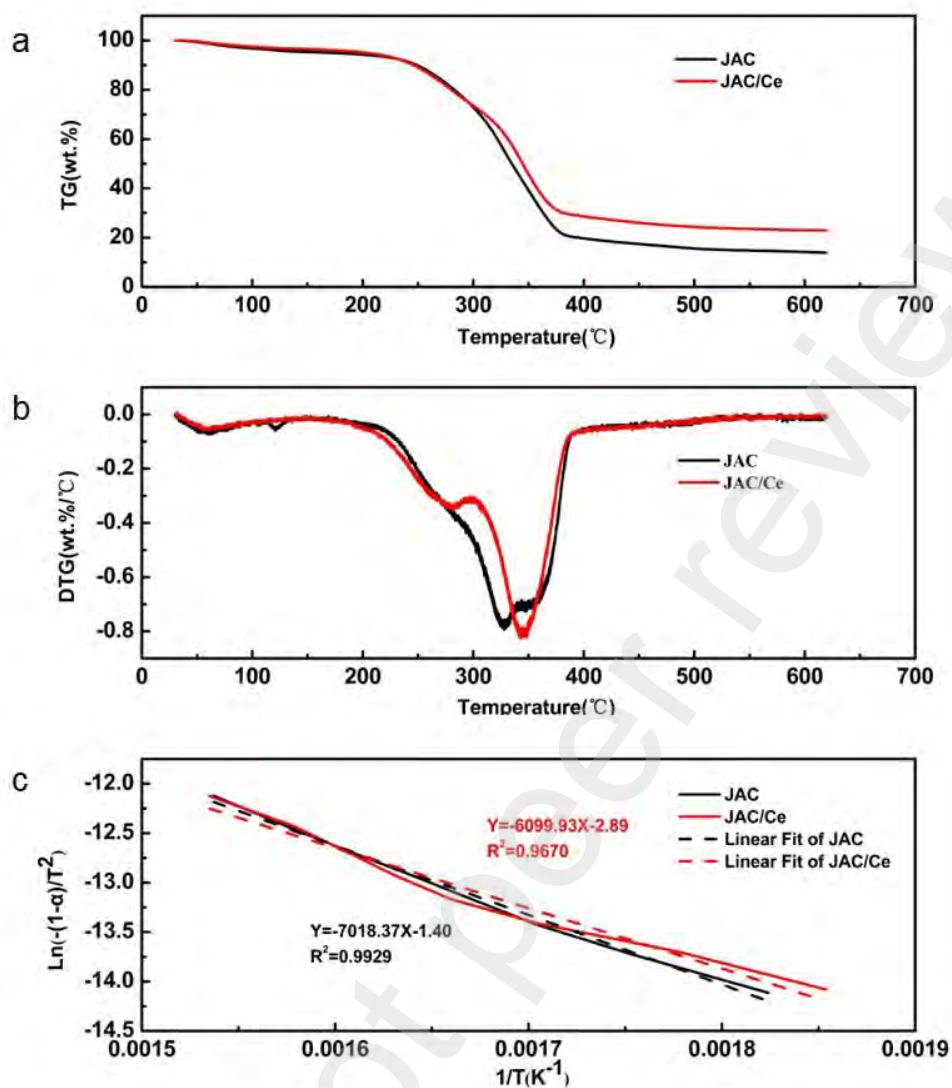 a
100
80
60
40
20
0
TG(wt.%)
JAC
JAC/Ce
0 100 200 300 400 500 600 700
Temperature(℃)
b
0.0
-0.2
-0.4
-0.6
-0.8
DTG(wt.%/℃)
JAC
JAC/Ce
0 100 200 300 400 500 600 700
Temperature(℃)
c
-12.0
-12.5
-13.0
-13.5
-14.0
-14.5
Ln(-(1-α)/T²)
JAC
JAC/Ce
Linear Fit of JAC
Linear Fit of JAC/Ce
Y=-6099.93X-2.89
R²=0.9670
Y=-7018.37X-1.40
R²=0.9929
0.0015 0.0016 0.0017 0.0018 0.0019
1/T(K⁻¹)
ot peer review